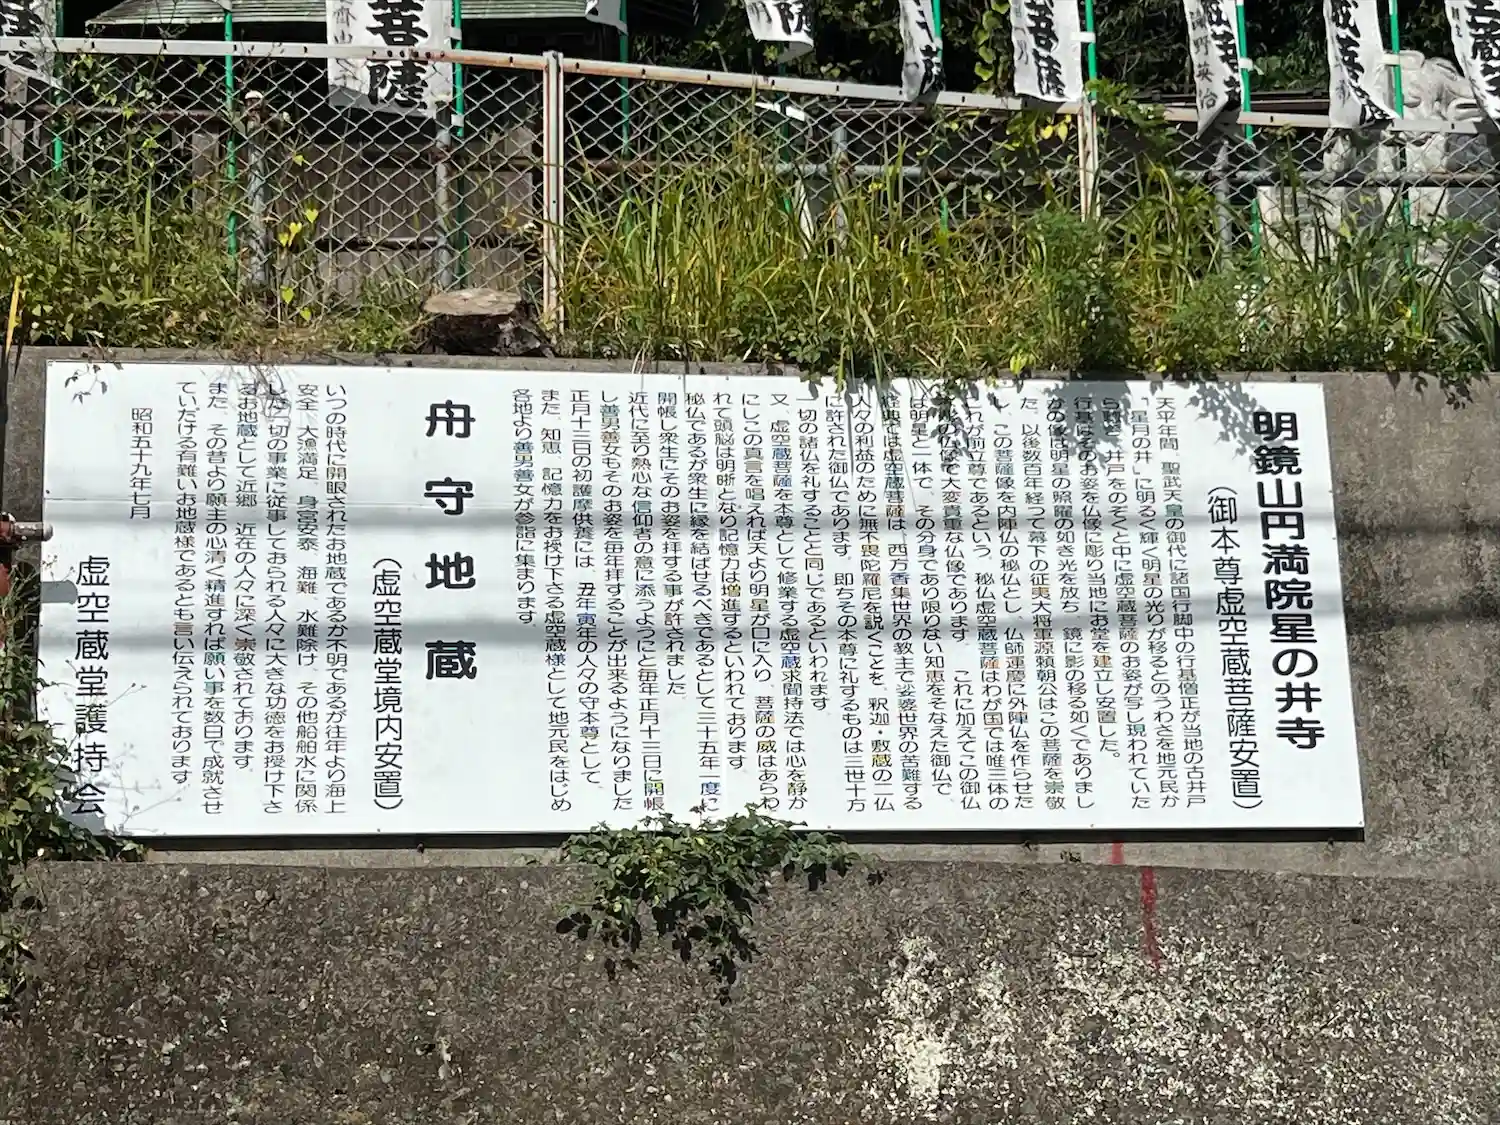 明鏡山円満院星の井寺
(御本尊虚空蔵菩薩安置)
天平年間、聖武天皇の御代に諸国行脚中の行基僧正が当地の古井戸
「星月の井」に明るく輝く明星の光りが移るとのうわさを地元民か
井戸をのぞくと中に虚空蔵菩薩のお姿が写し現われていた
行基はそのお姿を仏像に彫り当地にお堂を建立し安置した。
の像は明星の照曜の如き光を放ち、鏡に影の移る如くでありまし
た、以後数百年経って幕下の征夷大将軍源頼朝公はこの菩薩を崇敬
し、この菩薩像を内陣仏の秘仏とし、仏師運慶に外陣仏を作らせた
れが前立尊であるという、秘仏虚空蔵菩薩はわが国では唯三体の
仏像で大変貴重な仏像であります、これに加えてこの御仏
は明星と一体で、その分身であり限りない知恵をそなえた御仏で、
経典では虚空蔵菩薩は、西方香集世界の教主で娑婆世界の苦難する
人々の利益のために無不畏陀羅尼を説くことを、釈迦・敷蔵の二仏
に許された御仏であります、即ちその本尊に礼するものは三世十方
一切の諸仏を礼することと同じであるといわれます
又、虚空蔵菩薩を本尊として修業する虚空蔵求聞持法では心を静か
にしこの真言を唱えれば天より明星が口に入り、菩薩の威はあらわ
れて頭脳は明晰となり記憶力は増進するといわれております
秘仏であるが衆生に縁を結ばせるべきであるとして三十五年一度に
開帳し衆生にそのお姿を拝する事が許されました
近代に至り熱心な信仰者の意に添うようにと毎年正月十三日に開帳
し善男善女もそのお姿を毎年拝することが出来るようになりました
正月十三日の初護摩供養には、丑年寅年の人々の守本尊として、
また、知恵、記憶力をお授け下さる虚空蔵様として地元民をはじめ
各地より善男善女が参詣に集まります。
舟守地蔵
(虚空蔵堂境内安置)
いつの時代に開眼されたお地蔵であるか不明であるが往年より海上
安全、大漁満足、身宮安泰、海難、水難除け、その他船舶水に関係
した一切の事業に従事しておられる人々に大きな功徳をお授け下さ
るお地蔵として近郷、近在の人々に深く崇敬されております、
また、その昔より願主の心清く精進すれば願い事を数日で成就させ
ていただける有難いお地蔵様であるとも言い伝えられております
昭和五十九年七月
虚空蔵堂護持会